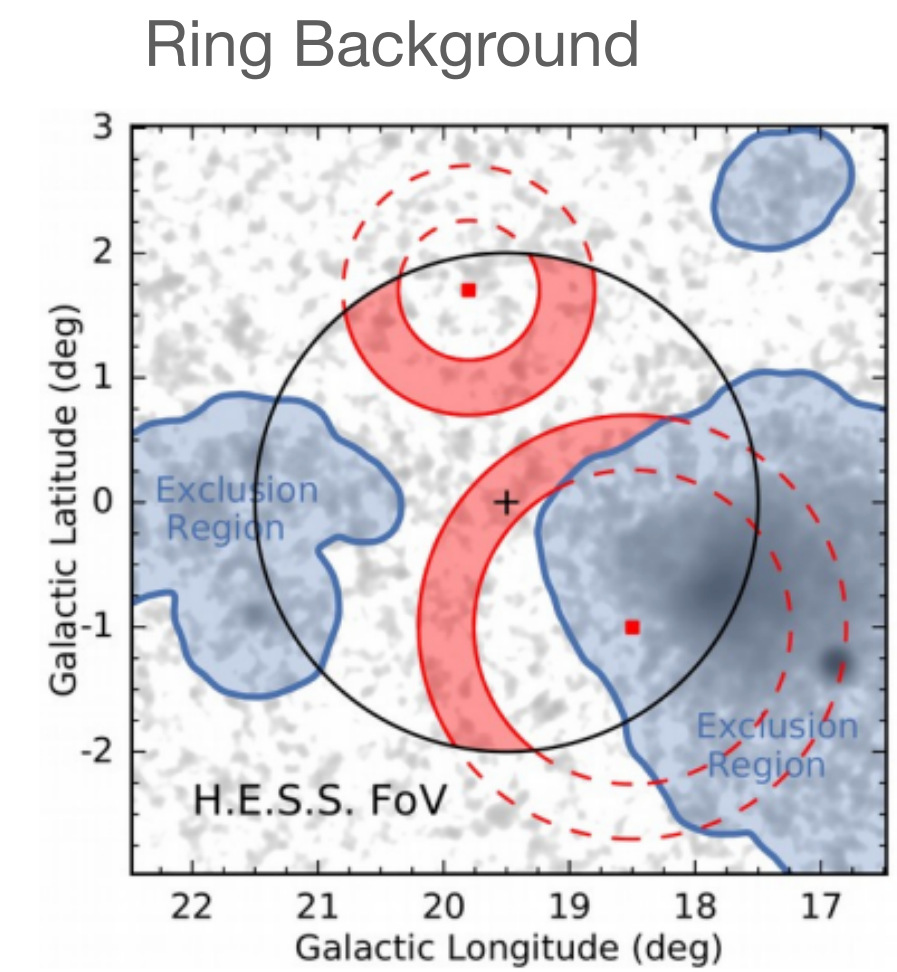 Ring Background
3
2
1
0
-1
-2
Galactic Latitude (deg)
Exclusion
Region
Exclusion
Region
H.E.S.S. FoV
22 21 20 19 18 17
Galactic Longitude (deg)